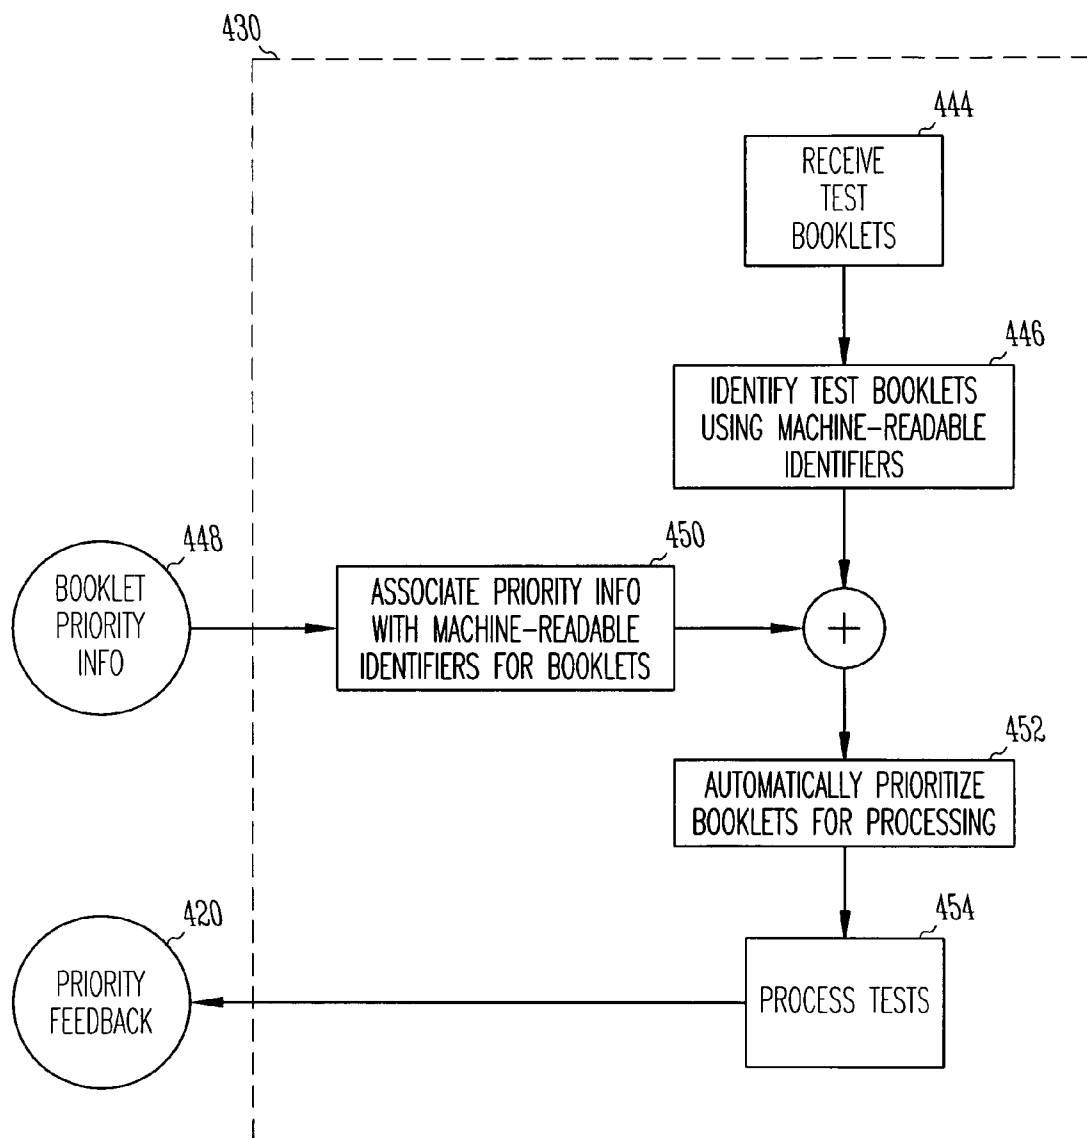 430
444
RECEIVE
TEST
BOOKLETS
446
IDENTIFY TEST BOOKLETS
USING MACHINE-READABLE
IDENTIFIERS
448
BOOKLET
PRIORITY
INFO
450
ASSOCIATE PRIORITY INFO
WITH MACHINE-READABLE
IDENTIFIERS FOR BOOKLETS
+
452
AUTOMATICALLY PRIORITIZE
BOOKLETS FOR PROCESSING
420
PRIORITY
FEEDBACK
454
PROCESS TESTS